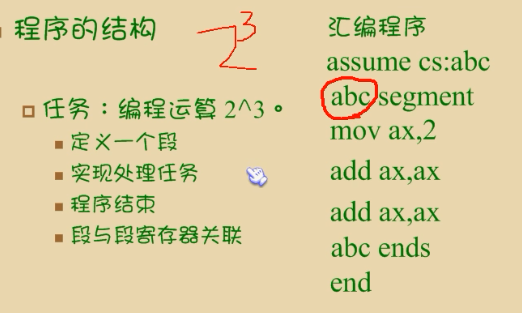 程序的结构
2^3
任务：编程运算 2^3。
定义一个段
实现处理任务
程序结束
段与段寄存器关联
汇编程序
assume cs:abc
abc segment
mov ax,2
add ax,ax
add ax,ax
abc ends
end